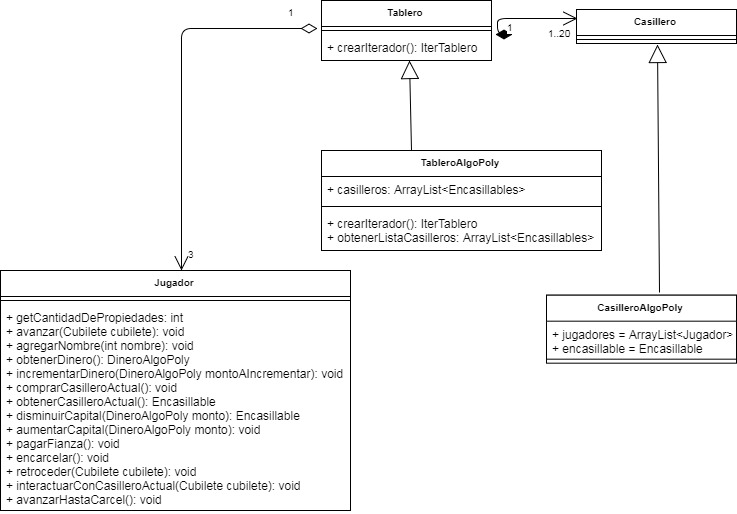 1
Tablero
+ crearIterador(): IterTablero
1
1..20
Casillero
TableroAlgoPoly
+ casilleros: ArrayList<Encasillables>
+ crearIterador(): IterTablero
+ obtenerListaCasilleros: ArrayList<Encasillables>
3
Jugador
+ getCantidadDePropiedades: int
+ avanzar(Cubilete cubilete): void
+ agregarNombre(int nombre): void
+ obtenerDinero(): DineroAlgoPoly
+ incrementarDinero(DineroAlgoPoly montoAIncrementar): void
+ comprarCasilleroActual(): void
+ obtenerCasilleroActual(): Encasillable
+ disminuirCapital(DineroAlgoPoly monto): Encasillable
+ aumentarCapital(DineroAlgoPoly monto): void
+ pagarFianza(): void
+ encarcelar(): void
+ retroceder(Cubilete cubilete): void
+ interactuarConCasilleroActual(Cubilete cubilete): void
+ avanzarHastaCarcel(): void
CasilleroAlgoPoly
+ jugadores = ArrayList<Jugador>
+ encasillable = Encasillable